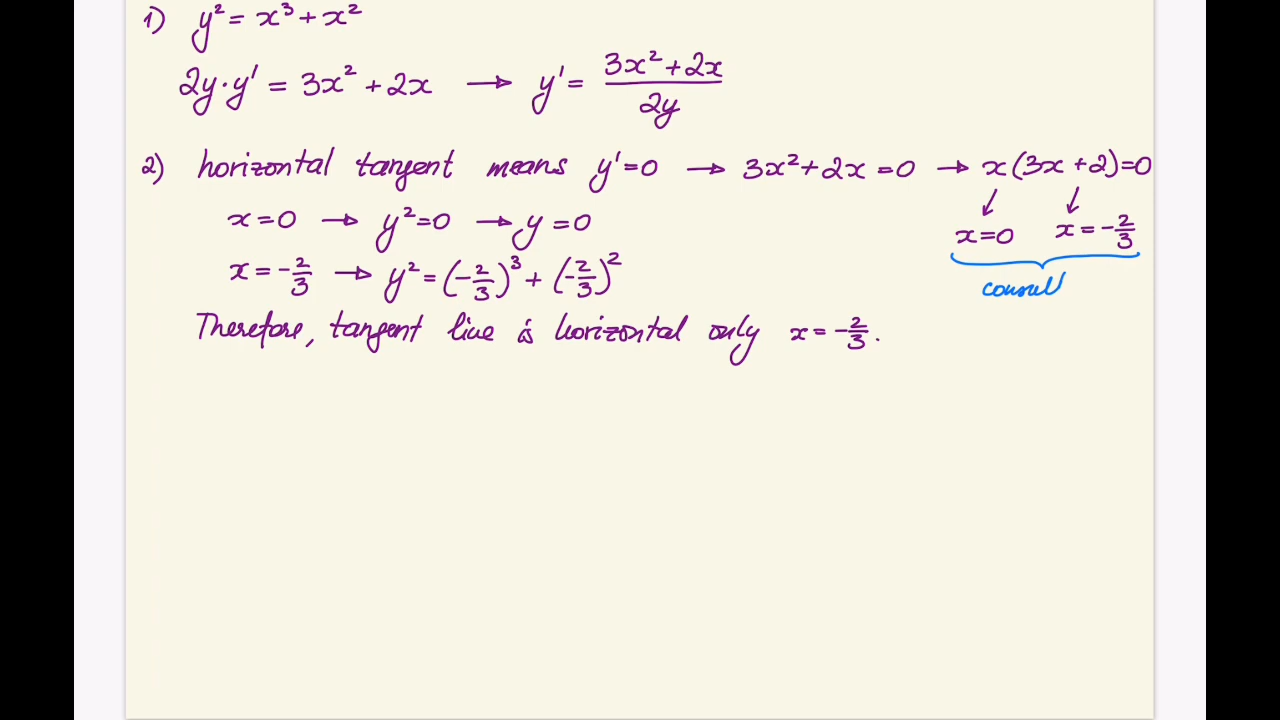 1) y² = x³ + x²
2y · y' = 3x² + 2x → y' = (3x² + 2x)/(2y)
2) horizontal tangent means y' = 0 → 3x² + 2x = 0 → x(3x + 2) = 0
x = 0 → y² = 0 → y = 0
x = 0 x = -2/3
x = -2/3 → y² = (-2/3)³ + (-2/3)²
Therefore, tangent line is horizontal only x = -2/3.